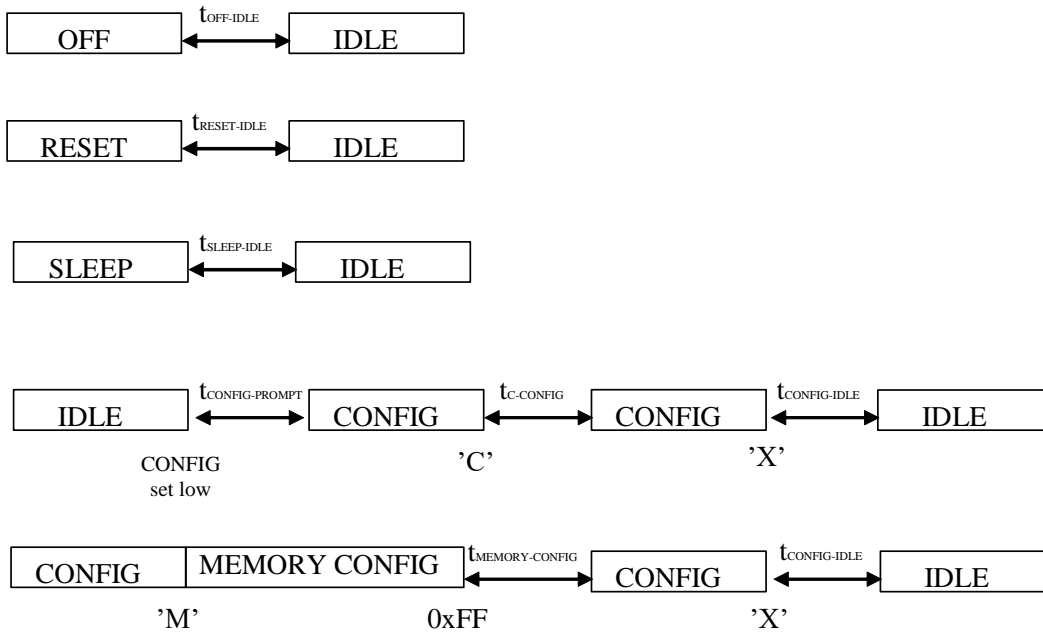 tOFF-IDLE
OFF IDLE
tRESET-IDLE
RESET IDLE
tSLEEP-IDLE
SLEEP IDLE
tCONFIG-PROMPT tC-CONFIG tCONFIG-IDLE
IDLE CONFIG CONFIG IDLE
CONFIG
set low
’C’ ’X’
tMEMORY-CONFIG tCONFIG-IDLE
CONFIG MEMORY CONFIG CONFIG IDLE
’M’ 0xFF ’X’